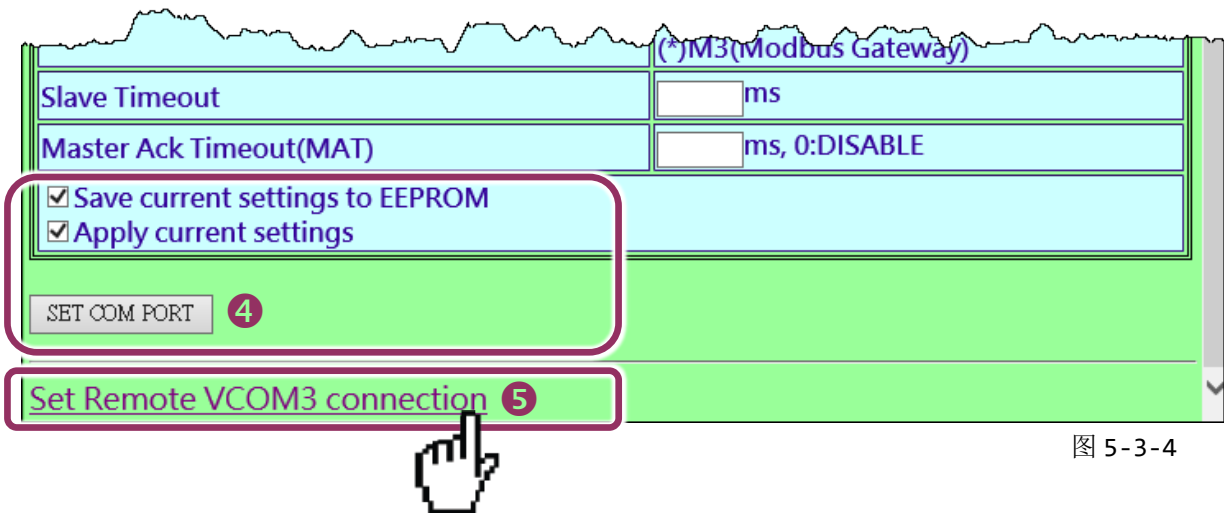 (*)M3(Modbus Gateway)
Slave Timeout ms
Master Ack Timeout(MAT) ms, 0:DISABLE
Save current settings to EEPROM
Apply current settings
SET COM PORT 4
Set Remote VCOM3 connection 5
图 5-3-4